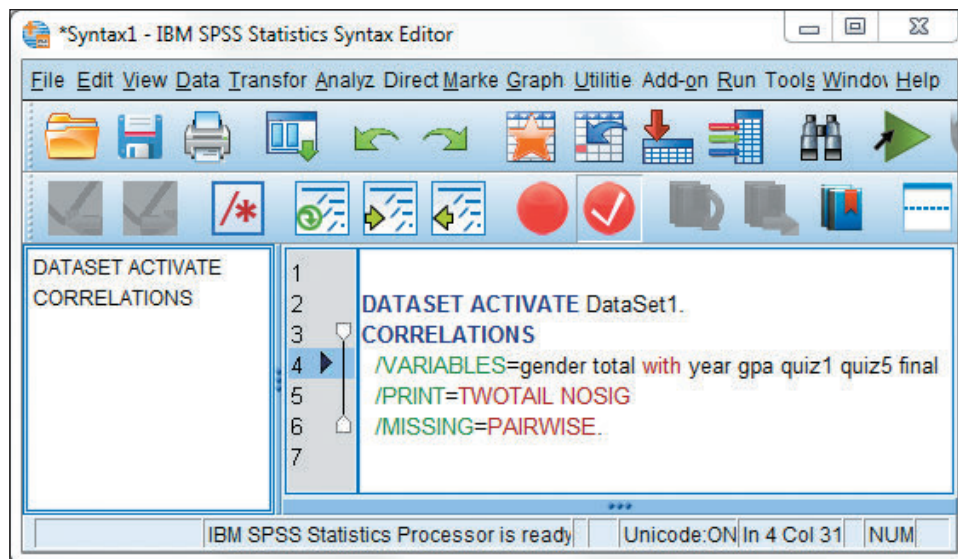 *Syntax1 - IBM SPSS Statistics Syntax Editor
File Edit View Data Transfor Analyz Direct Marke Graph Utilitie Add-on Run Tools Window Help
/*
DATASET ACTIVATE
CORRELATIONS
1
2 DATASET ACTIVATE DataSet1.
3 CORRELATIONS
4 /VARIABLES=gender total with year gpa quiz1 quiz5 final
5 /PRINT=TWOTAIL NOSIG
6 /MISSING=PAIRWISE.
7
IBM SPSS Statistics Processor is ready Unicode:ON In 4 Col 31 NUM